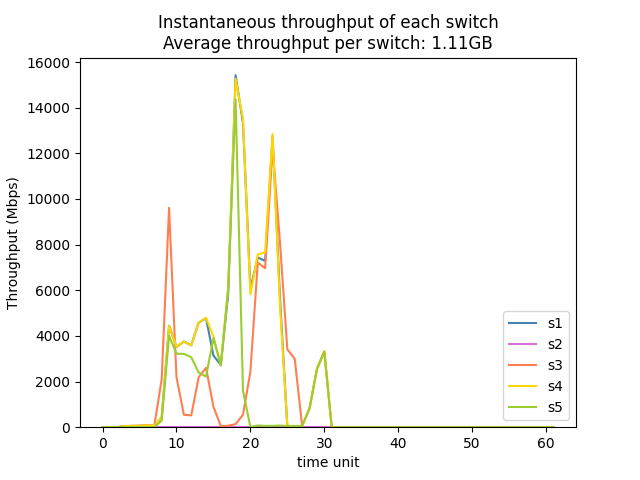 Instantaneous throughput of each switch
Average throughput per switch: 1.11GB
Throughput (Mbps)
16000
14000
12000
10000
8000
6000
4000
2000
0
0 10 20 30 40 50 60
time unit
s1
s2
s3
s4
s5